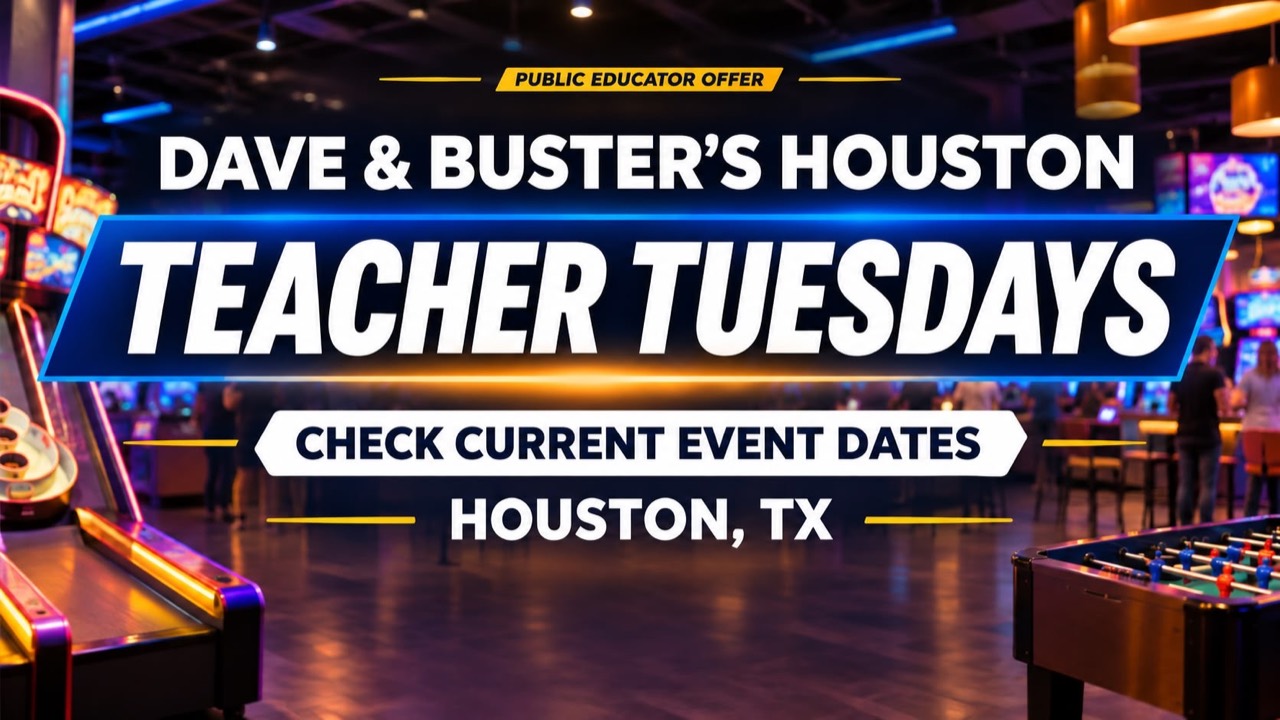 PUBLIC EDUCATOR OFFER
DAVE & BUSTER’S HOUSTON
TEACHER TUESDAYS
CHECK CURRENT EVENT DATES
HOUSTON, TX